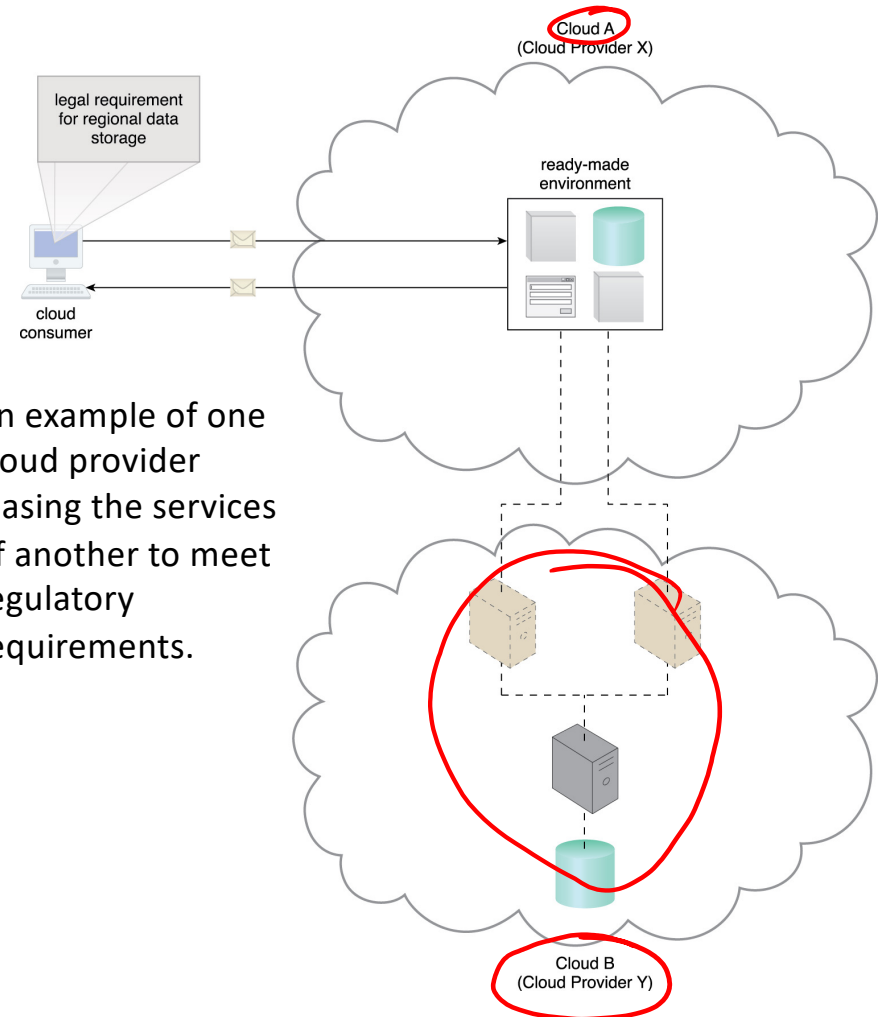 Cloud A
(Cloud Provider X)
legal requirement
for regional data
storage
ready-made
environment
cloud
consumer
n example of one
loud provider
asing the services
f another to meet
egulatory
equirements.
Cloud B
(Cloud Provider Y)